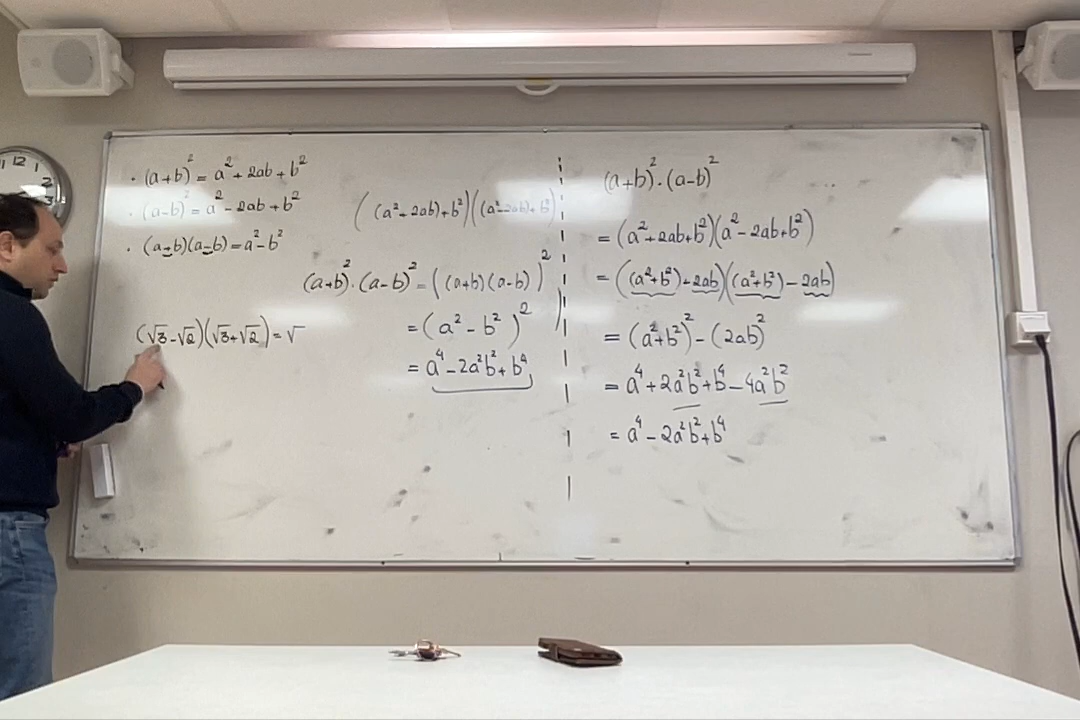 · (a+b)² = a² + 2ab + b²
· (a-b)² = a² - 2ab + b²
· (a+b)(a-b) = a² - b²
(√3-√2)(√3+√2) = √
((a²+2ab)+b²)((a²-2ab)+b²)
(a+b)²·(a-b)² = ((a+b)(a-b))²
= (a² - b²)²
= a⁴ - 2a²b² + b⁴
(a+b)²·(a-b)²
= (a²+2ab+b²)(a²-2ab+b²)
= ((a²+b²)+2ab)((a²+b²)-2ab)
= (a²+b²)² - (2ab)²
= a⁴ + 2a²b² + b⁴ - 4a²b²
= a⁴ - 2a²b² + b⁴
12
3